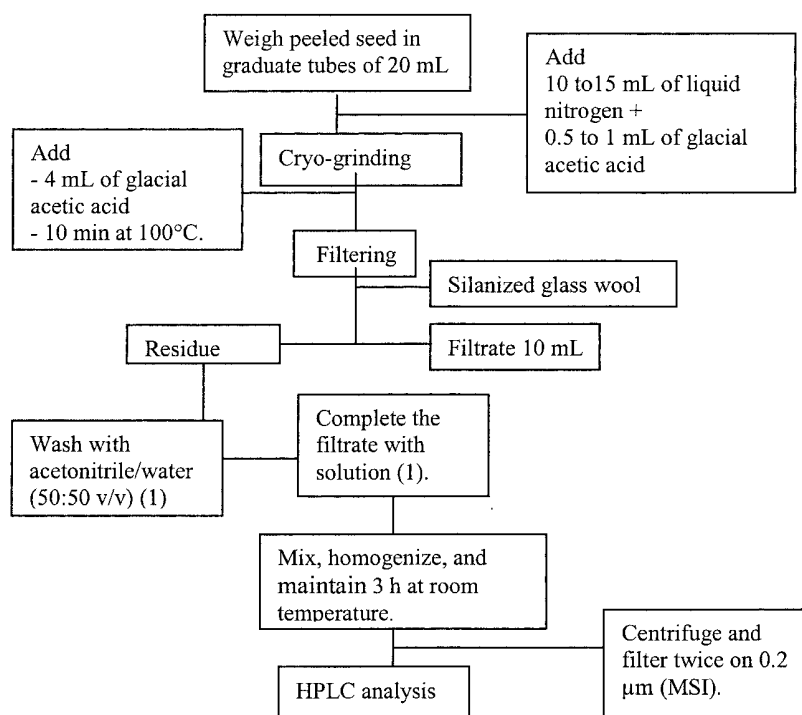 Weigh peeled seed in
graduate tubes of 20 mL
Add
10 to15 mL of liquid
nitrogen +
0.5 to 1 mL of glacial
acetic acid
Cryo-grinding
Add
- 4 mL of glacial
acetic acid
- 10 min at 100°C.
Filtering
Silanized glass wool
Residue
Filtrate 10 mL
Wash with
acetonitrile/water
(50:50 v/v) (1)
Complete the
filtrate with
solution (1).
Mix, homogenize, and
maintain 3 h at room
temperature.
Centrifuge and
filter twice on 0.2
µm (MSI).
HPLC analysis